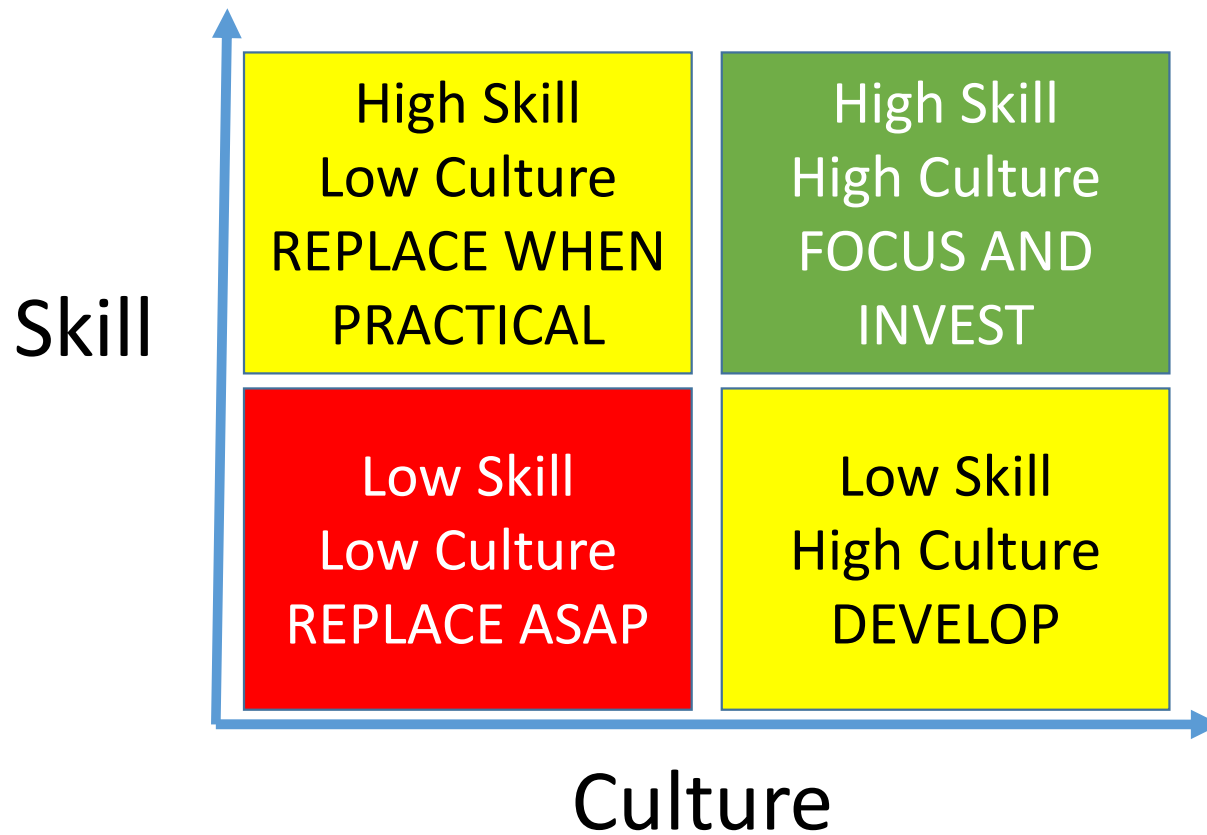 High Skill
Low Culture
REPLACE WHEN
PRACTICAL
High Skill
High Culture
FOCUS AND
INVEST
Skill
Low Skill
Low Culture
REPLACE ASAP
Low Skill
High Culture
DEVELOP
Culture